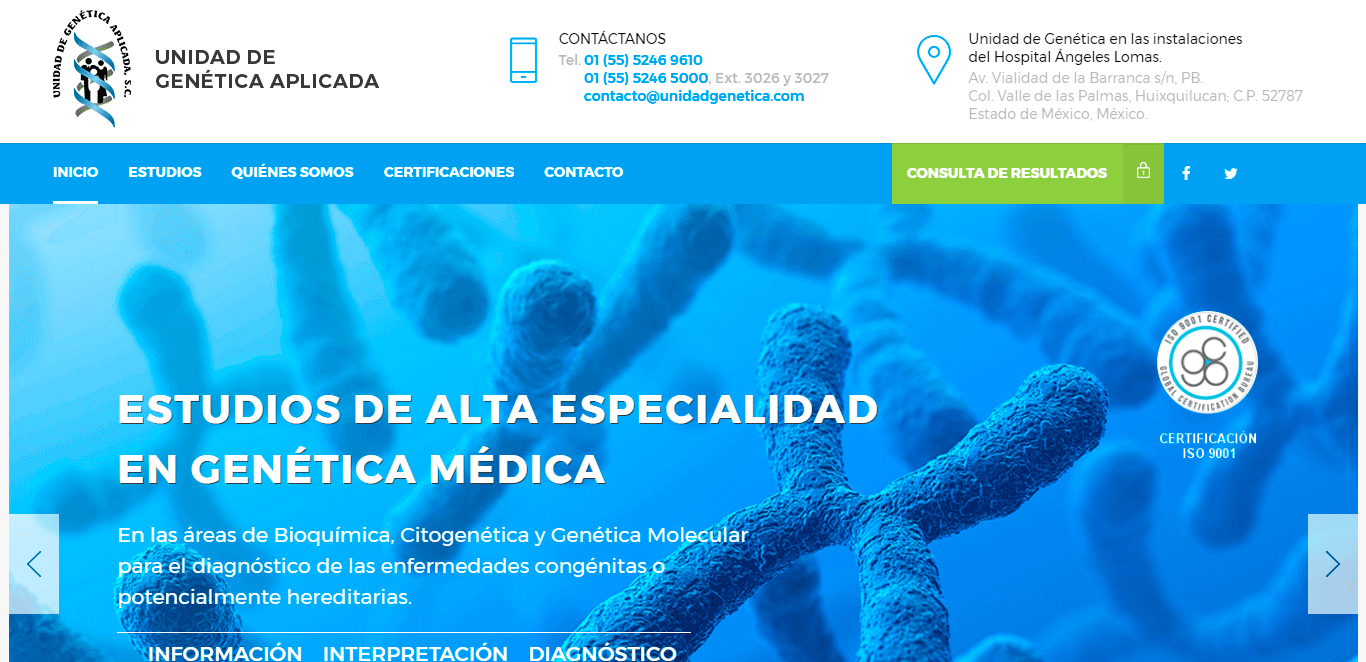 UNIDAD DE GENÉTICA APLICADA, S.C.
UNIDAD DE
GENÉTICA APLICADA
CONTÁCTANOS
Tel. 01 (55) 5246 9610
01 (55) 5246 5000, Ext. 3026 y 3027
contacto@unidadgenetica.com
Unidad de Genética en las instalaciones
del Hospital Ángeles Lomas.
Av. Vialidad de la Barranca s/n, PB.
Col. Valle de las Palmas, Huixquilucan; C.P. 52787
Estado de México, México.
INICIO ESTUDIOS QUIÉNES SOMOS CERTIFICACIONES CONTACTO CONSULTA DE RESULTADOS
ISO 9001 CERTIFIED
GLOBAL CERTIFICATION BUREAU
gcb
CERTIFICACIÓN
ISO 9001
ESTUDIOS DE ALTA ESPECIALIDAD
EN GENÉTICA MÉDICA
En las áreas de Bioquímica, Citogenética y Genética Molecular
para el diagnóstico de las enfermedades congénitas o
potencialmente hereditarias.
INFORMACIÓN INTERPRETACIÓN DIAGNÓSTICO